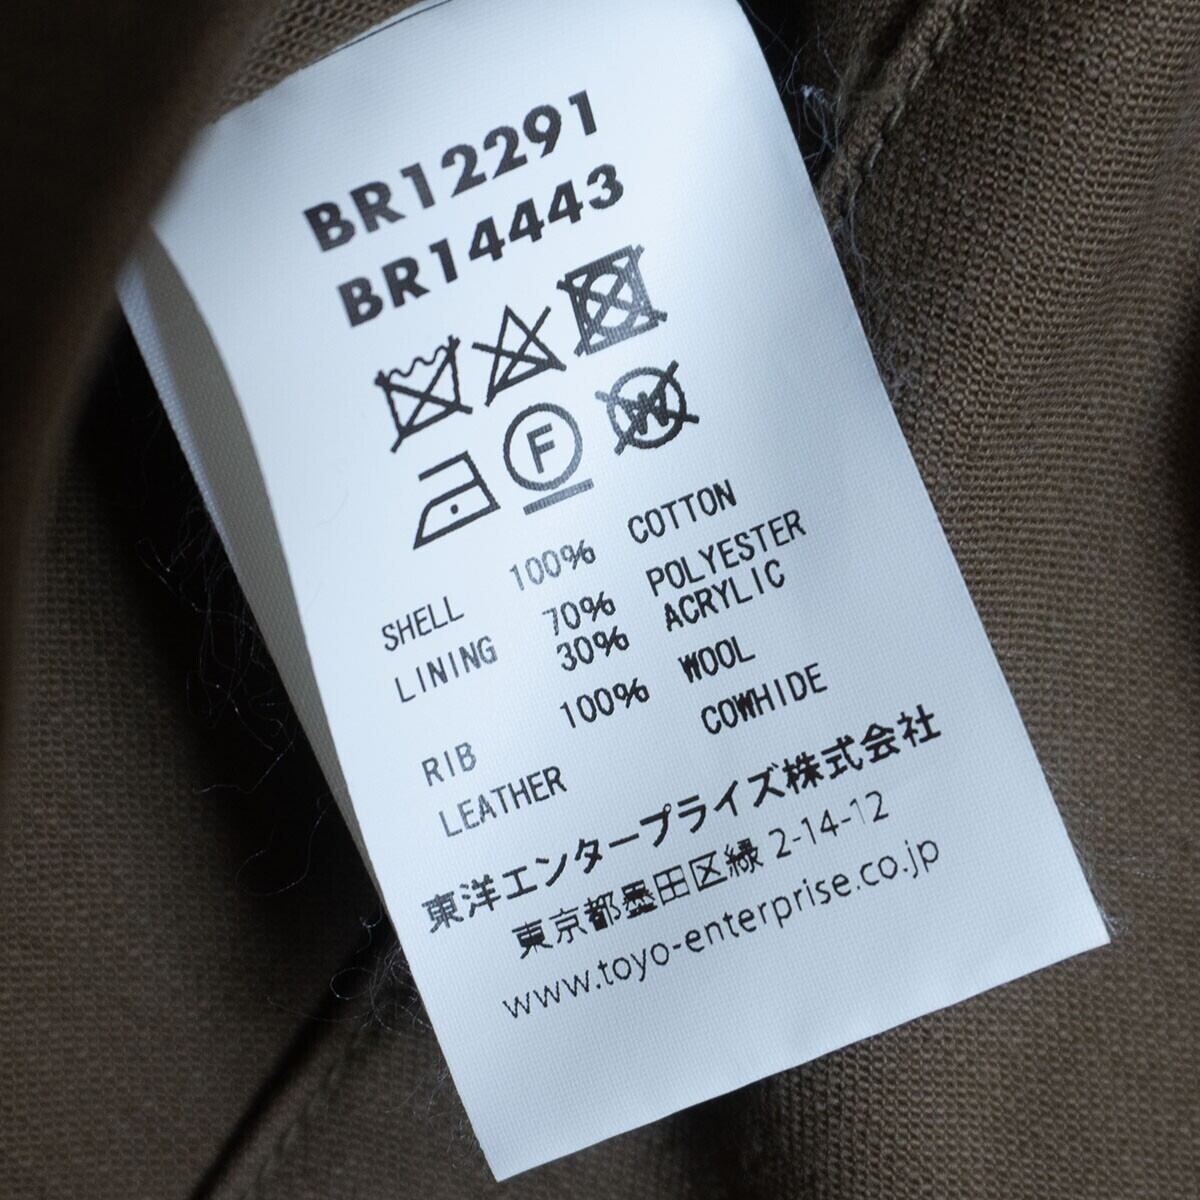 BR12291
BR14443
F
W
SHELL 100% COTTON
LINING 70% POLYESTER
30% ACRYLIC
RIB 100% WOOL
LEATHER COWHIDE
東洋エンタープライズ株式会社
東京都墨田区緑 2-14-12
www.toyo-enterprise.co.jp